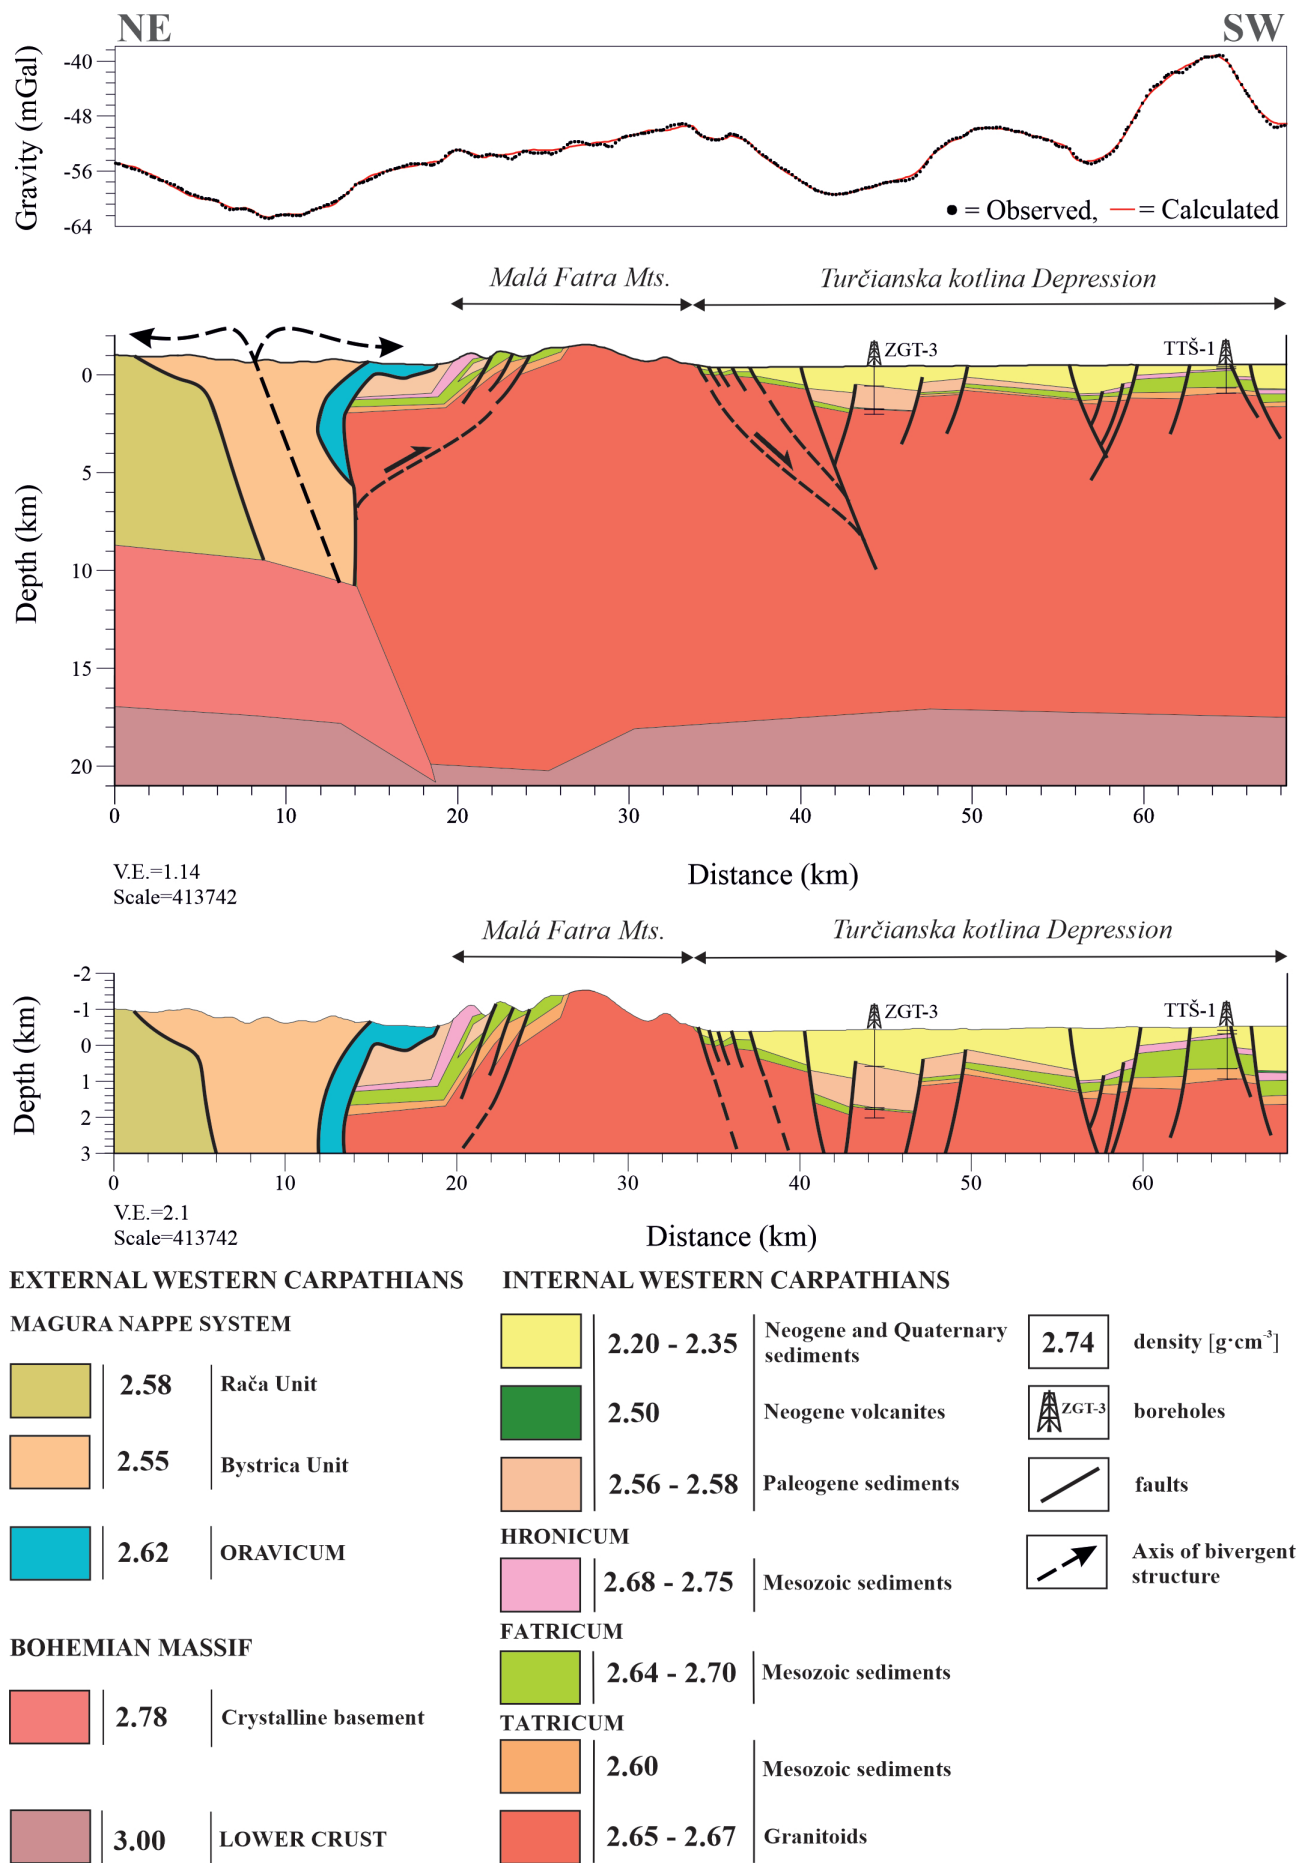 NE
SW
Gravity (mGal)
-40
-48
-56
-64
= Observed, = Calculated
Malá Fatra Mts.
Turčianska kotlina Depression
ZGT-3
TTŠ-1
Depth (km)
0
5
10
15
20
0 10 20 30 40 50 60
V.E.=1.14
Scale=413742
Distance (km)
Malá Fatra Mts.
Turčianska kotlina Depression
ZGT-3
TTŠ-1
Depth (km)
-2
-1
0
1
2
3
0 10 20 30 40 50 60
V.E.=2.1
Scale=413742
Distance (km)
EXTERNAL WESTERN CARPATHIANS
MAGURA NAPPE SYSTEM
2.58 Rača Unit
2.55 Bystrica Unit
2.62 ORAVICUM
BOHEMIAN MASSIF
2.78 Crystalline basement
3.00 LOWER CRUST
INTERNAL WESTERN CARPATHIANS
2.20 - 2.35 Neogene and Quaternary
sediments
2.50 Neogene volcanites
2.56 - 2.58 Paleogene sediments
HRONICUM
2.68 - 2.75 Mesozoic sediments
FATRICUM
2.64 - 2.70 Mesozoic sediments
TATRICUM
2.60 Mesozoic sediments
2.65 - 2.67 Granitoids
2.74 density [g·cm⁻³]
ZGT-3 boreholes
faults
Axis of bivergent
structure